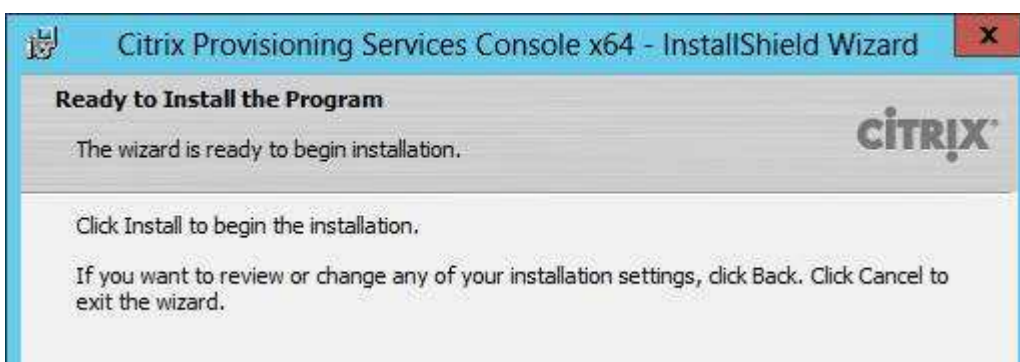 Citrix Provisioning Services Console x64 - InstallShield Wizard
x
Ready to Install the Program
The wizard is ready to begin installation.
CİTRỊX
Click Install to begin the installation.
If you want to review or change any of your installation settings, click Back. Click Cancel to
exit the wizard.